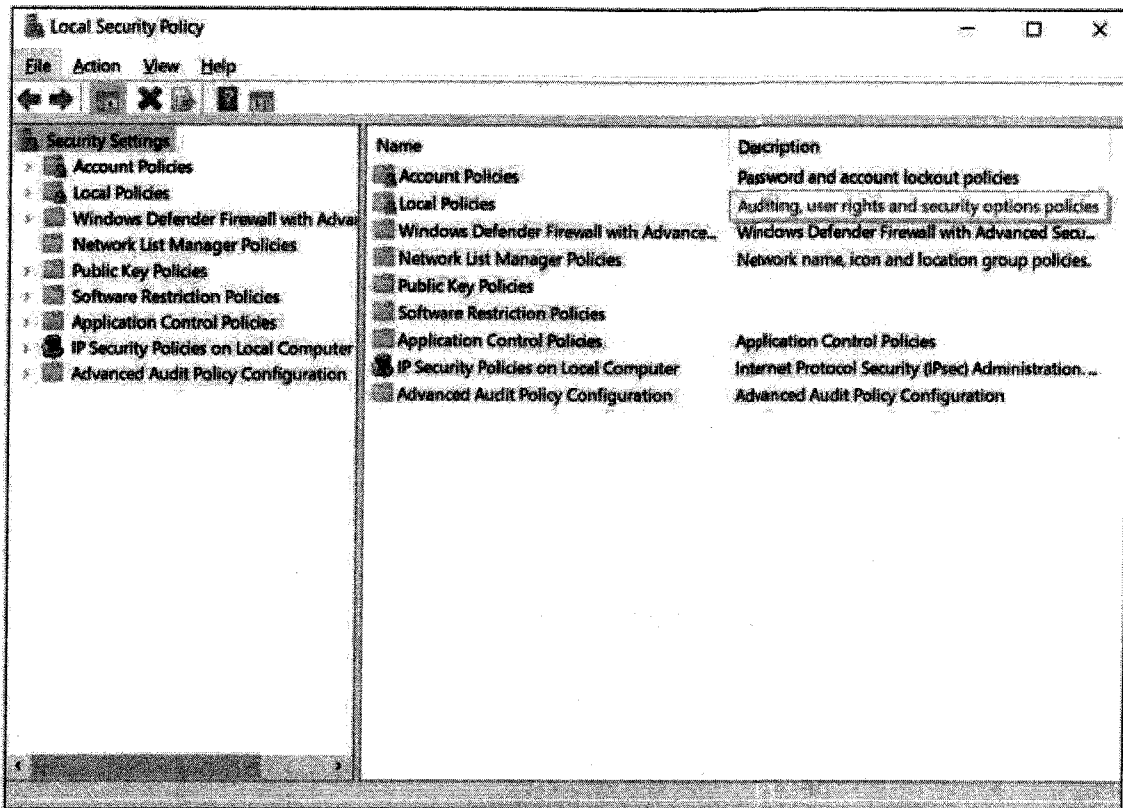 Local Security Policy
File Action View Help
Security Settings
Account Policies
Local Policies
Windows Defender Firewall with Advan
Network List Manager Policies
Public Key Policies
Software Restriction Policies
Application Control Policies
IP Security Policies on Local Computer
Advanced Audit Policy Configuration
Name Description
Account Policies Password and account lockout policies
Local Policies Auditing, user rights and security options policies
Windows Defender Firewall with Advance... Windows Defender Firewall with Advanced Secu...
Network List Manager Policies Network name, icon and location group policies.
Public Key Policies
Software Restriction Policies
Application Control Policies Application Control Policies
IP Security Policies on Local Computer Internet Protocol Security (IPsec) Administration. ...
Advanced Audit Policy Configuration Advanced Audit Policy Configuration